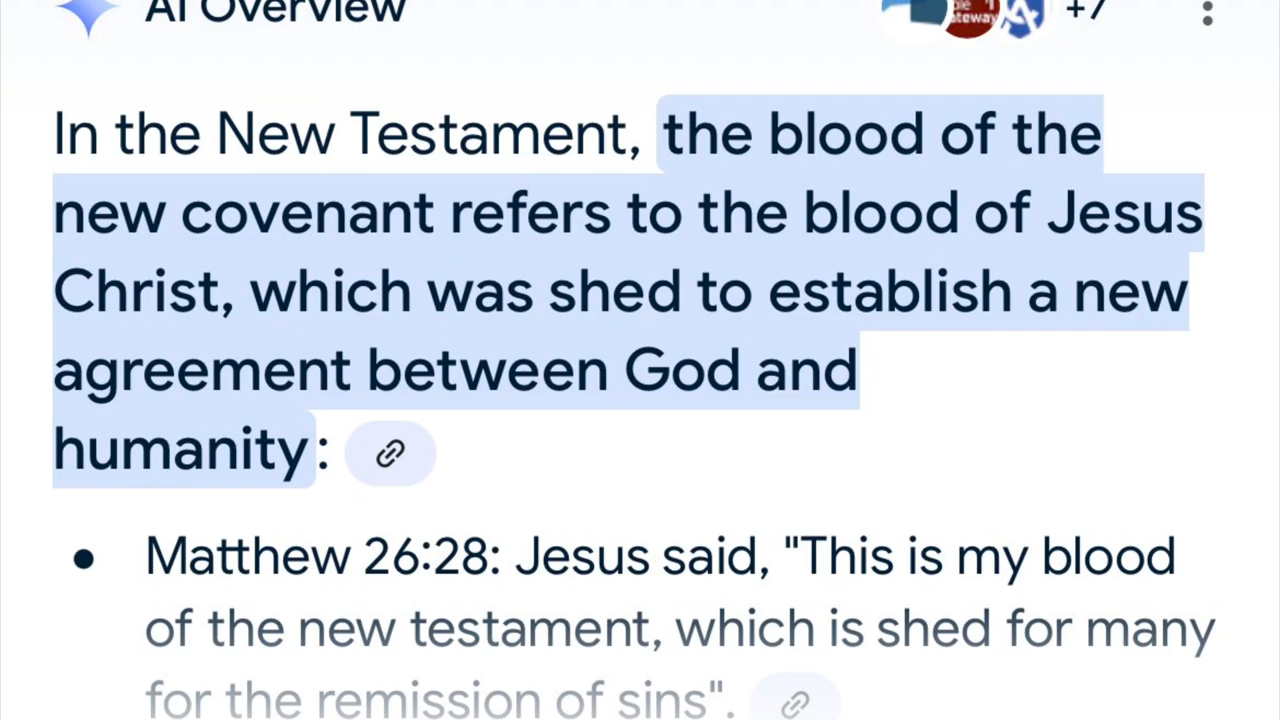 AI Overview
ateway
+7
In the New Testament, the blood of the
new covenant refers to the blood of Jesus
Christ, which was shed to establish a new
agreement between God and
humanity:
• Matthew 26:28: Jesus said, "This is my blood
of the new testament, which is shed for many
for the remission of sins".